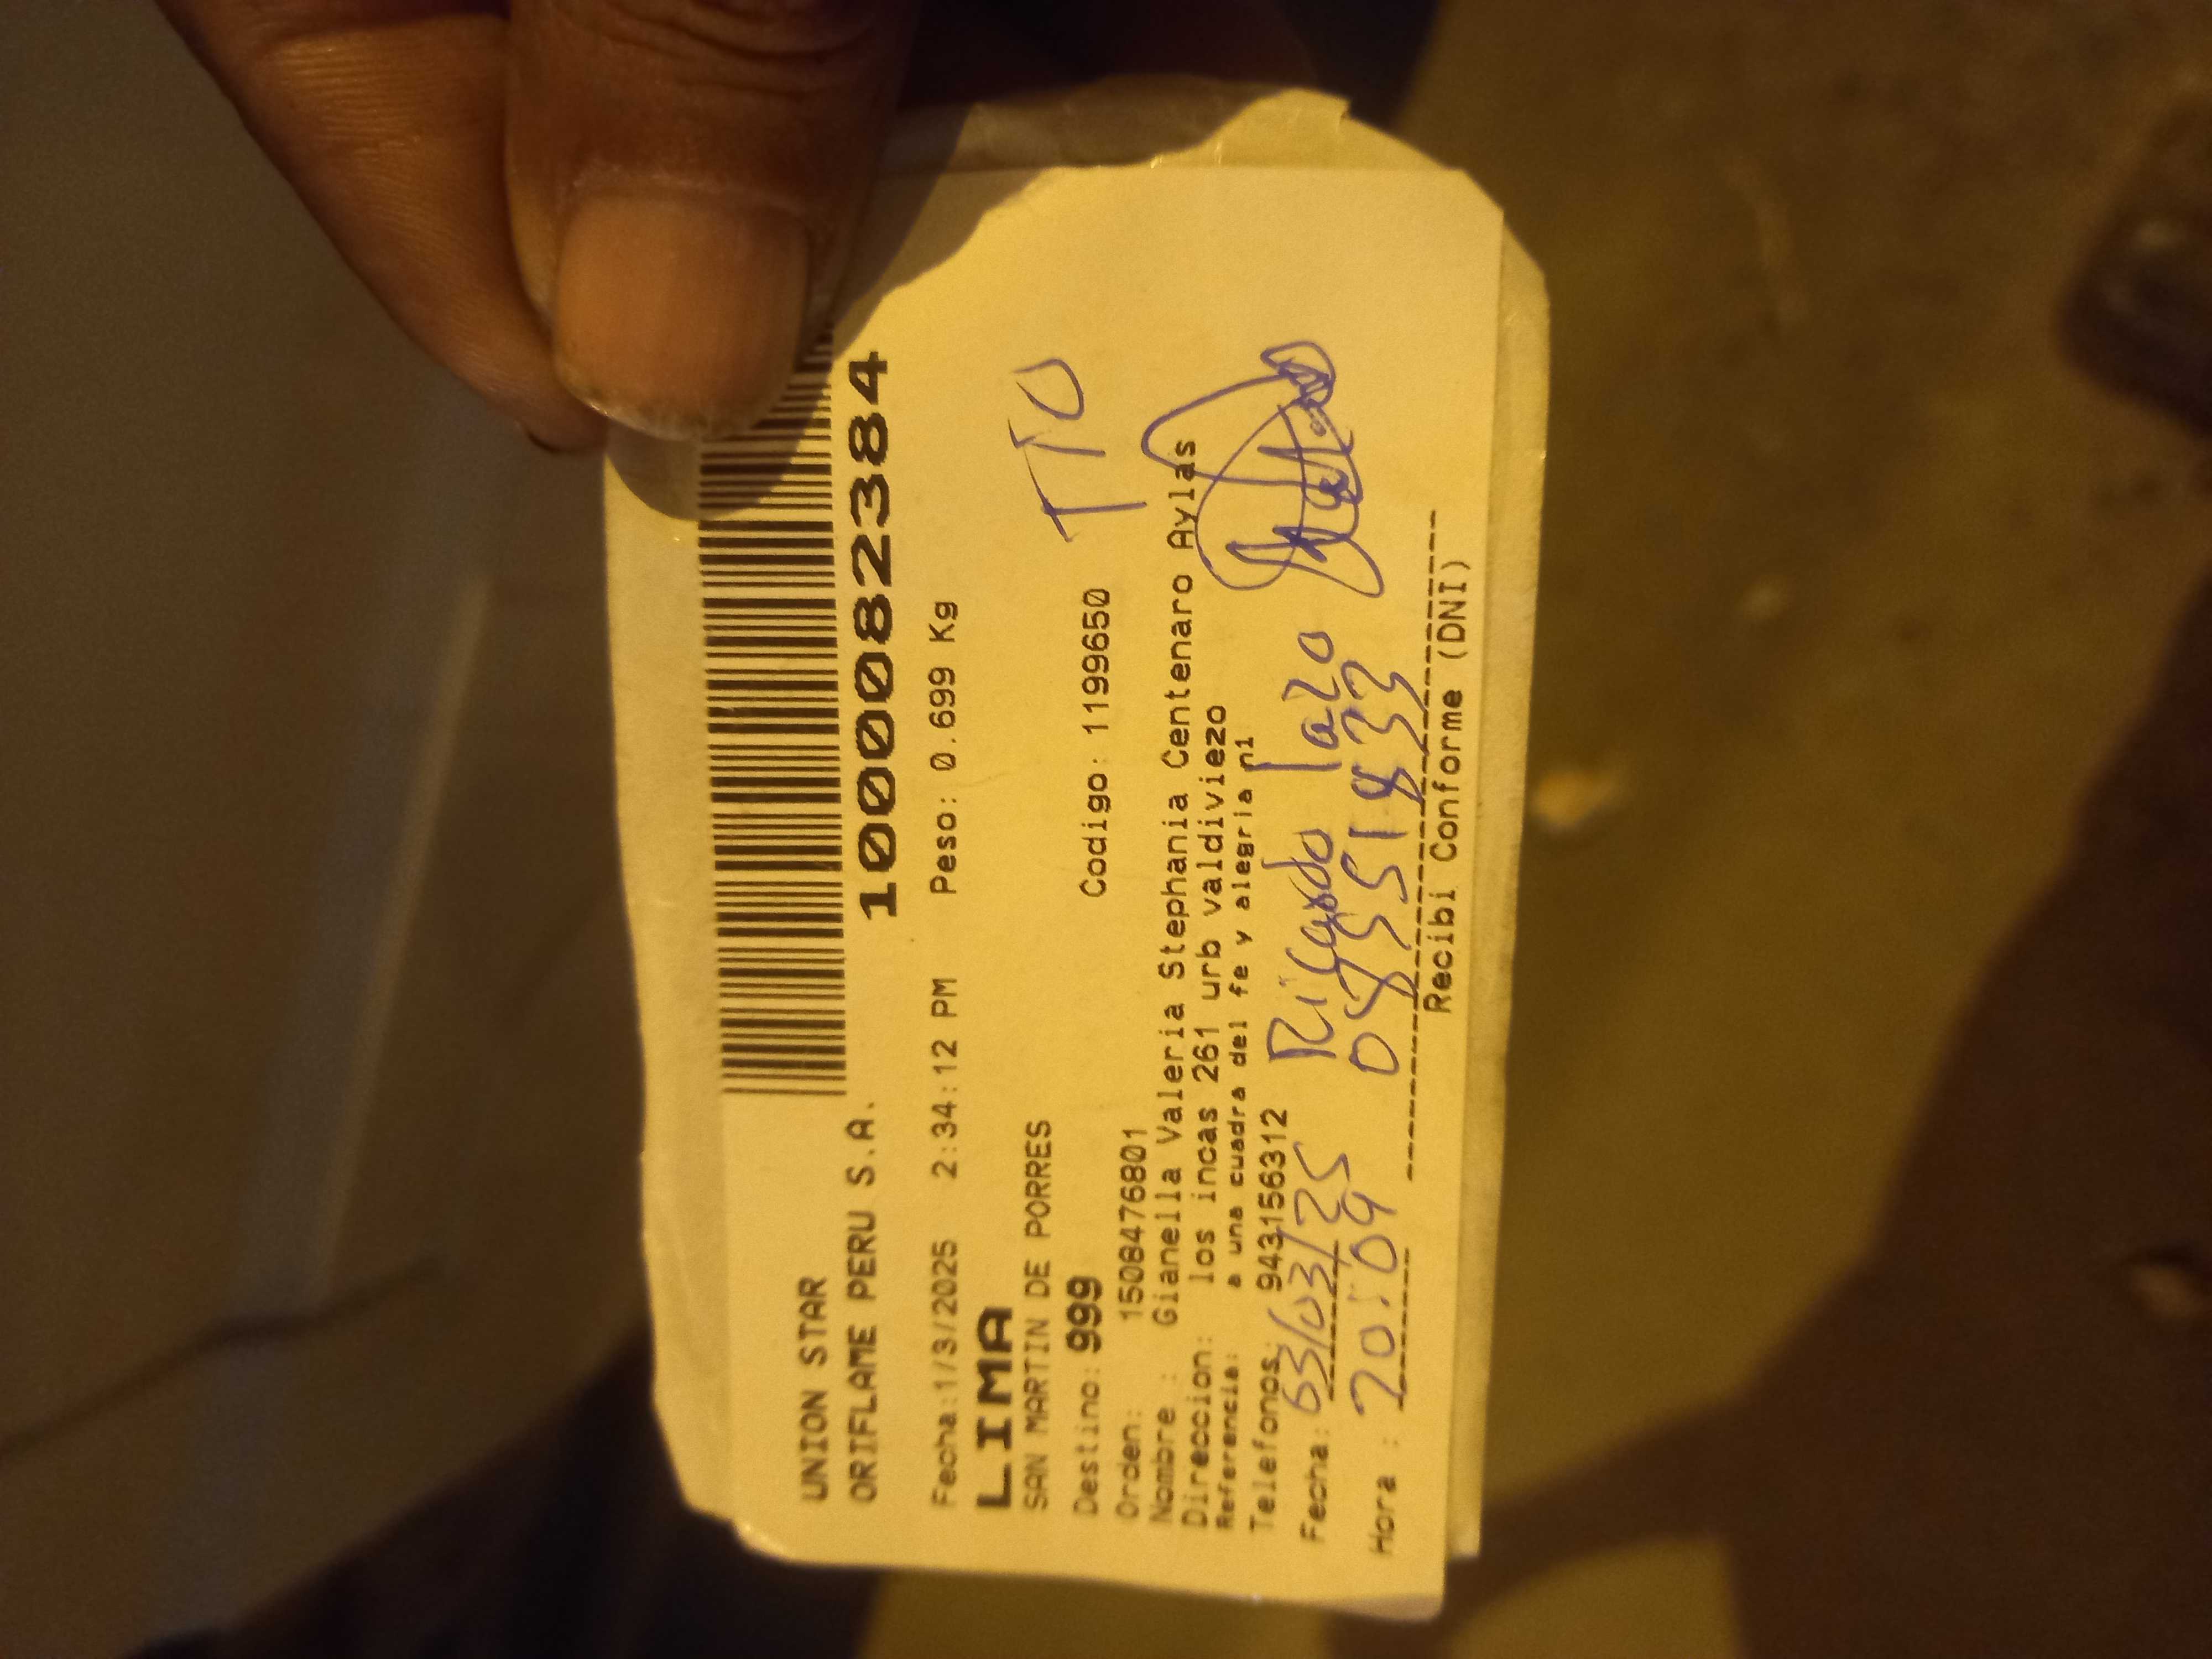 UNION STAR
ORIFLAME PERU S.A.
100082384
Fecha:1/3/2025 2:34:12 PM Peso: 0.699 Kg
LIMA
SAN MARTIN DE PORRES
Destino: 999 Codigo: 1199650
TIO
Orden: 1508476801
Nombre : Gianella Valeria Stephania Centenaro Aylas
Direccion: los incas 261 urb valdiviezo
Referencia: a una cuadra del fe y alegria n1
Telefonos: 943156312
Fecha: 03/03/25 Ricardo lazo
Hora : 20:09 08551833
Recibi Conforme (DNI)